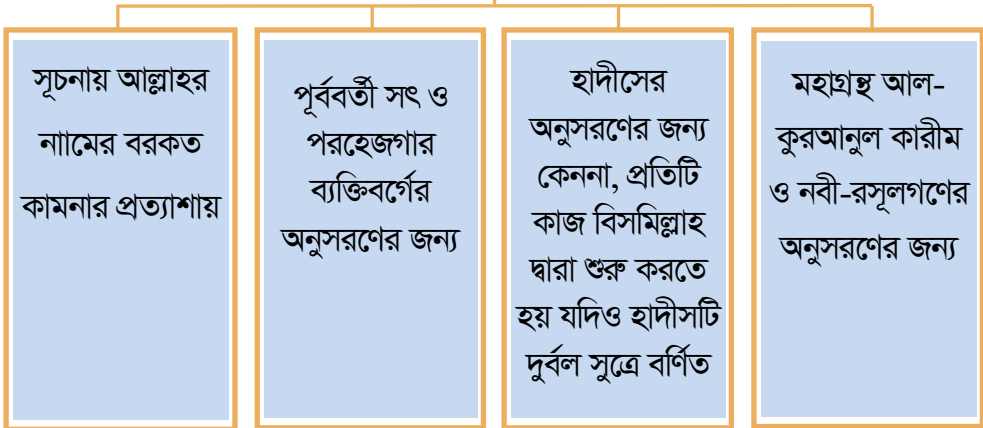 সূচনায় আল্লাহর
নাামের বরকত
কামনার প্রত্যাশায়
পূর্ববর্তী সৎ ও
পরহেজগার
ব্যক্তিবর্গের
অনুসরণের জন্য
হাদীসের
অনুসরণের জন্য
কেননা, প্রতিটি
কাজ বিসমিল্লাহ
দ্বারা শুরু করতে
হয় যদিও হাদীসটি
দুর্বল সুত্রে বর্ণিত
মহাগ্রন্থ আল-
কুরআনুল কারীম
ও নবী-রসূলগণের
অনুসরণের জন্য